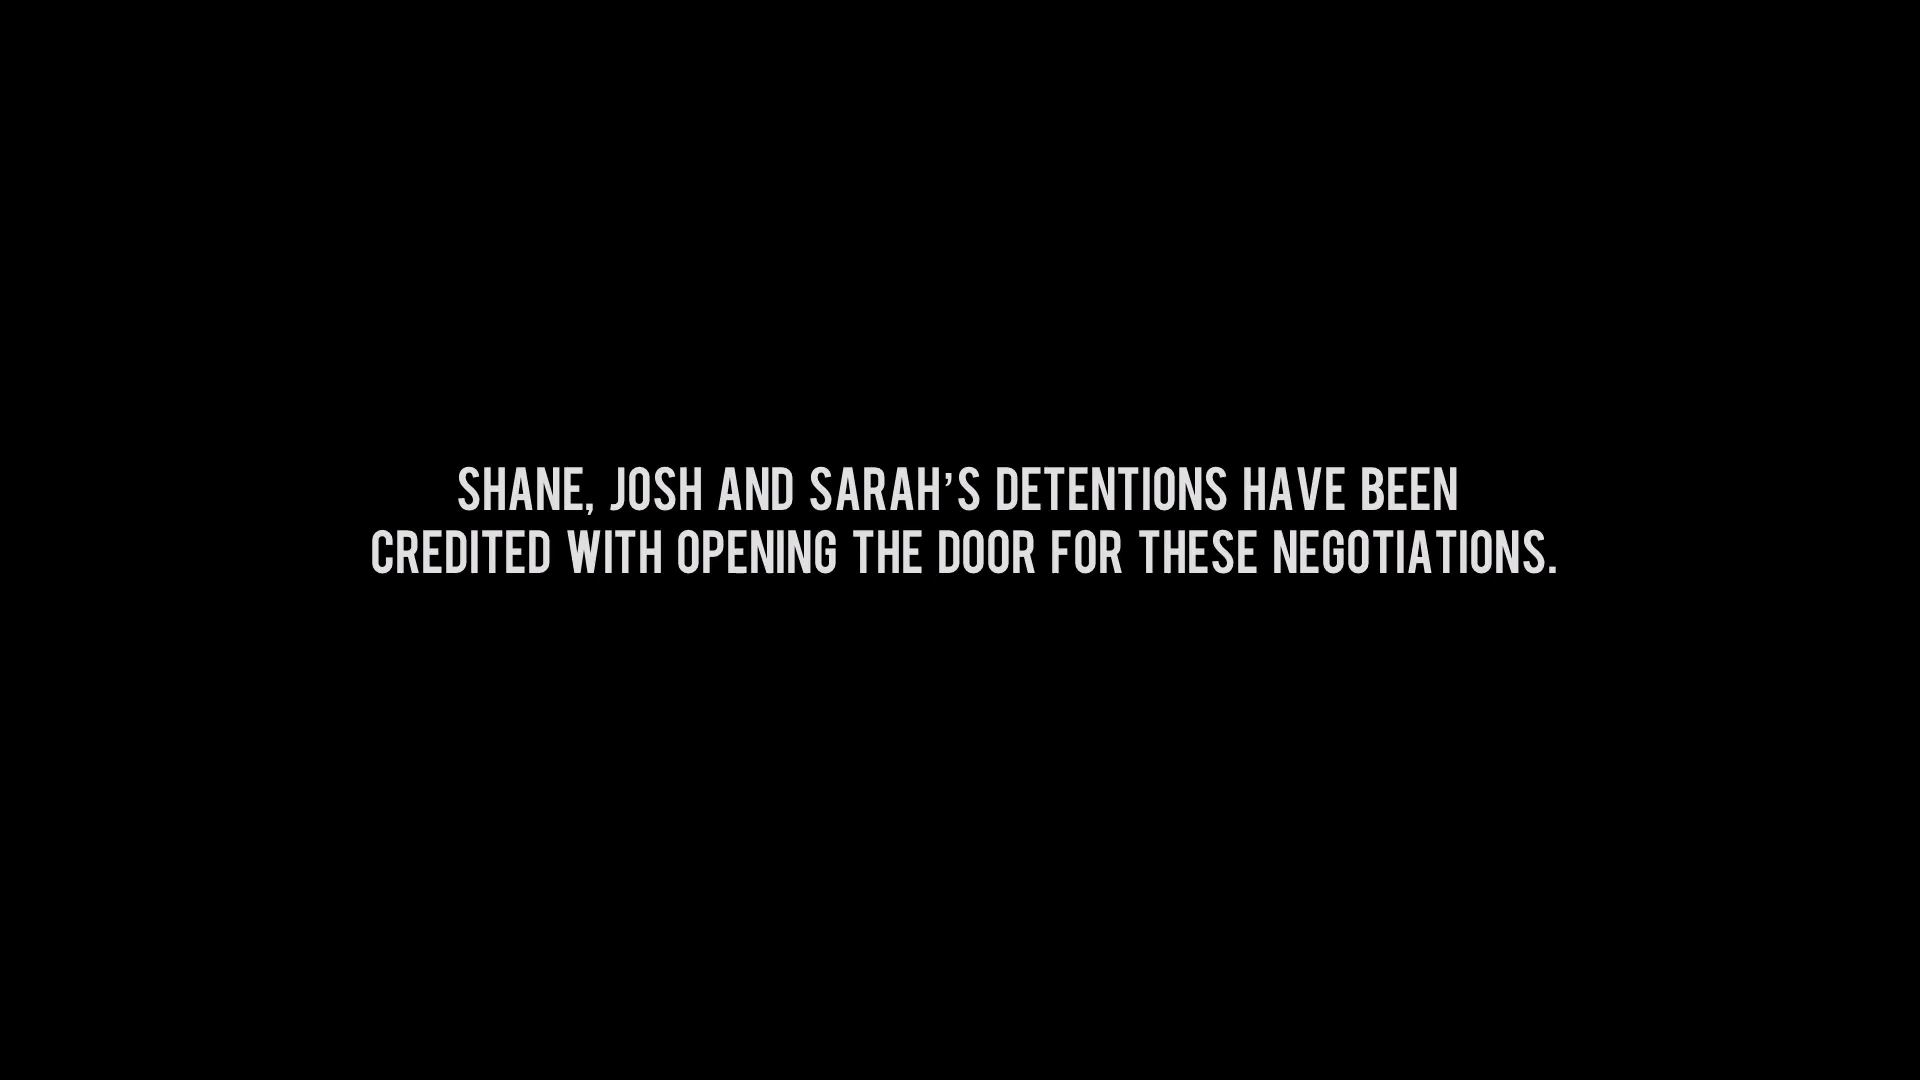 SHANE, JOSH AND SARAH'S DETENTIONS HAVE BEEN
CREDITED WITH OPENING THE DOOR FOR THESE NEGOTIATIONS.